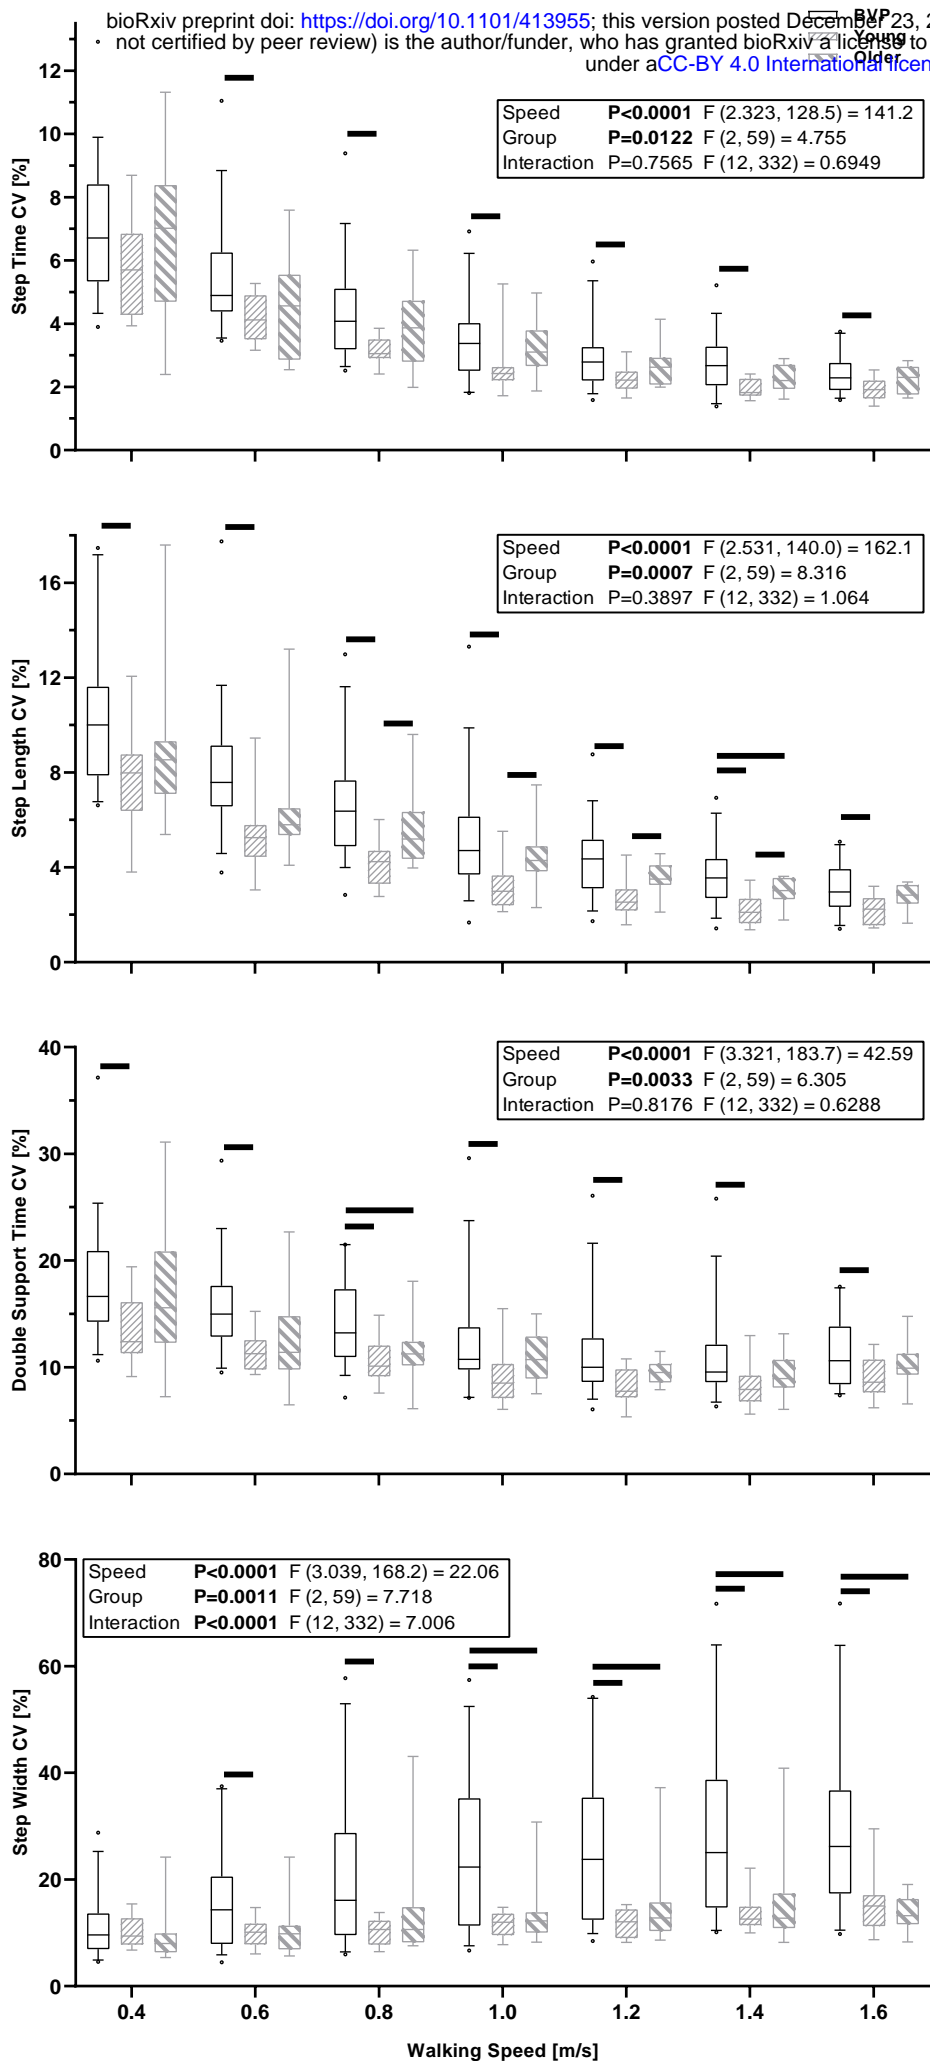 bioRxiv preprint doi: https://doi.org/10.1101/413955; this version posted December 23, 2
not certified by peer review) is the author/funder, who has granted bioRxiv a license to
under aCC-BY 4.0 International licen
BVP
Young
Older
Step Time CV [%]
12
10
8
6
4
2
0
Speed P<0.0001 F (2.323, 128.5) = 141.2
Group P=0.0122 F (2, 59) = 4.755
Interaction P=0.7565 F (12, 332) = 0.6949
Step Length CV [%]
16
12
8
4
0
Speed P<0.0001 F (2.531, 140.0) = 162.1
Group P=0.0007 F (2, 59) = 8.316
Interaction P=0.3897 F (12, 332) = 1.064
Double Support Time CV [%]
40
30
20
10
0
Speed P<0.0001 F (3.321, 183.7) = 42.59
Group P=0.0033 F (2, 59) = 6.305
Interaction P=0.8176 F (12, 332) = 0.6288
Step Width CV [%]
80
60
40
20
0
Speed P<0.0001 F (3.039, 168.2) = 22.06
Group P=0.0011 F (2, 59) = 7.718
Interaction P<0.0001 F (12, 332) = 7.006
0.4 0.6 0.8 1.0 1.2 1.4 1.6
Walking Speed [m/s]